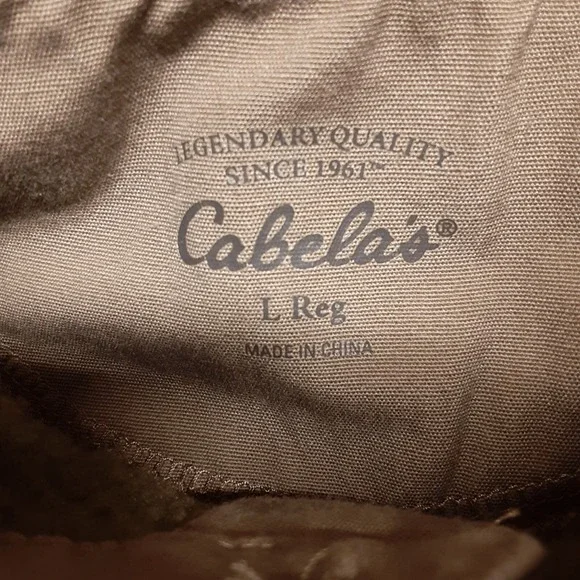 LEGENDARY QUALITY
SINCE 1961™
Cabela's®
L Reg
MADE IN CHINA